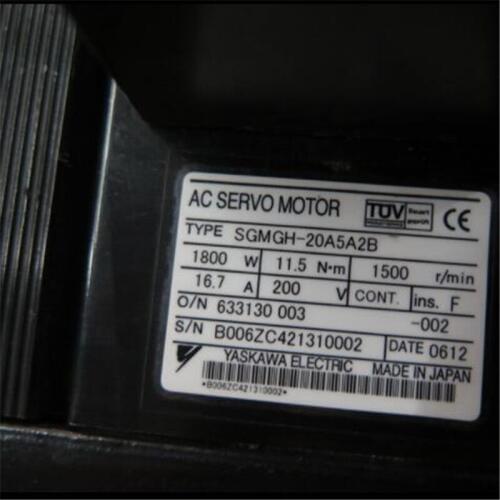 AC SERVO MOTOR TÜV CE
TYPE SGMGH-20A5A2B
1800 W 11.5 N·m 1500 r/min
16.7 A 200 V CONT. ins. F
O/N 633130 003 -002
S/N B006ZC421310002 DATE 0612
YASKAWA ELECTRIC MADE IN JAPAN
*B006ZC421310002*